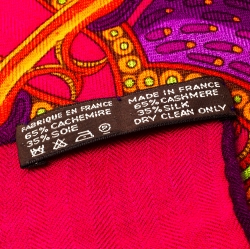 FABRIQUE EN FRANCE
65% CACHEMIRE
35% SOIE
MADE IN FRANCE
65% CASHMERE
35% SILK
DRY CLEAN ONLY